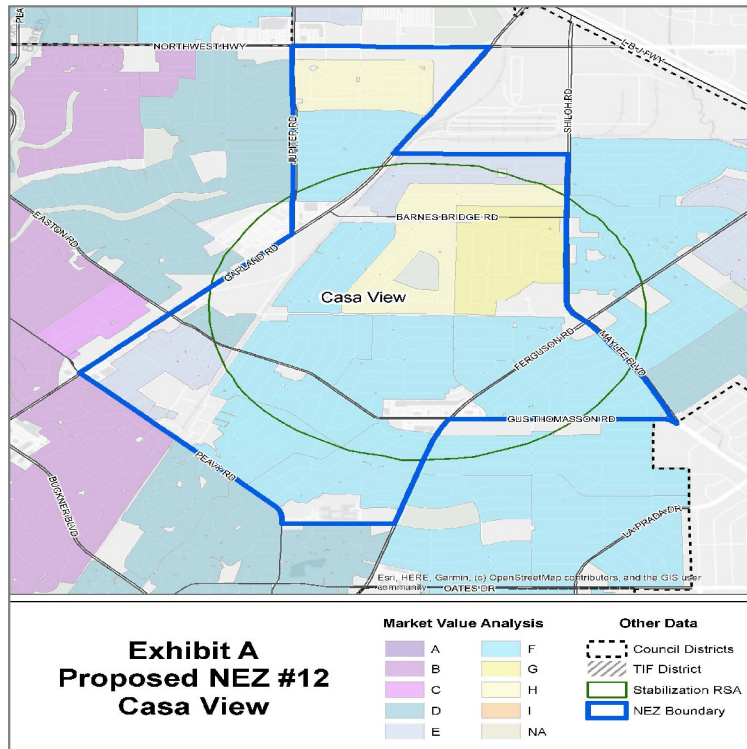 PEA
Branch
NORTHWEST HWY
L-B-J FWY
JUPITER RD
SHILOH RD
EASTON RD
BARNES BRIDGE RD
GARLAND RD
Casa View
FERGUSON RD
MAYLEE BLVD
GUS THOMASSON RD
PEAVY RD
BUCKNER BLVD
LA PRADA DR
Esri, HERE, Garmin, (c) OpenStreetMap contributors, and the GIS user
community
OATES DR
Exhibit A
Proposed NEZ #12
Casa View
Market Value Analysis
A
B
C
D
E
F
G
H
I
NA
Other Data
Council Districts
TIF District
Stabilization RSA
NEZ Boundary